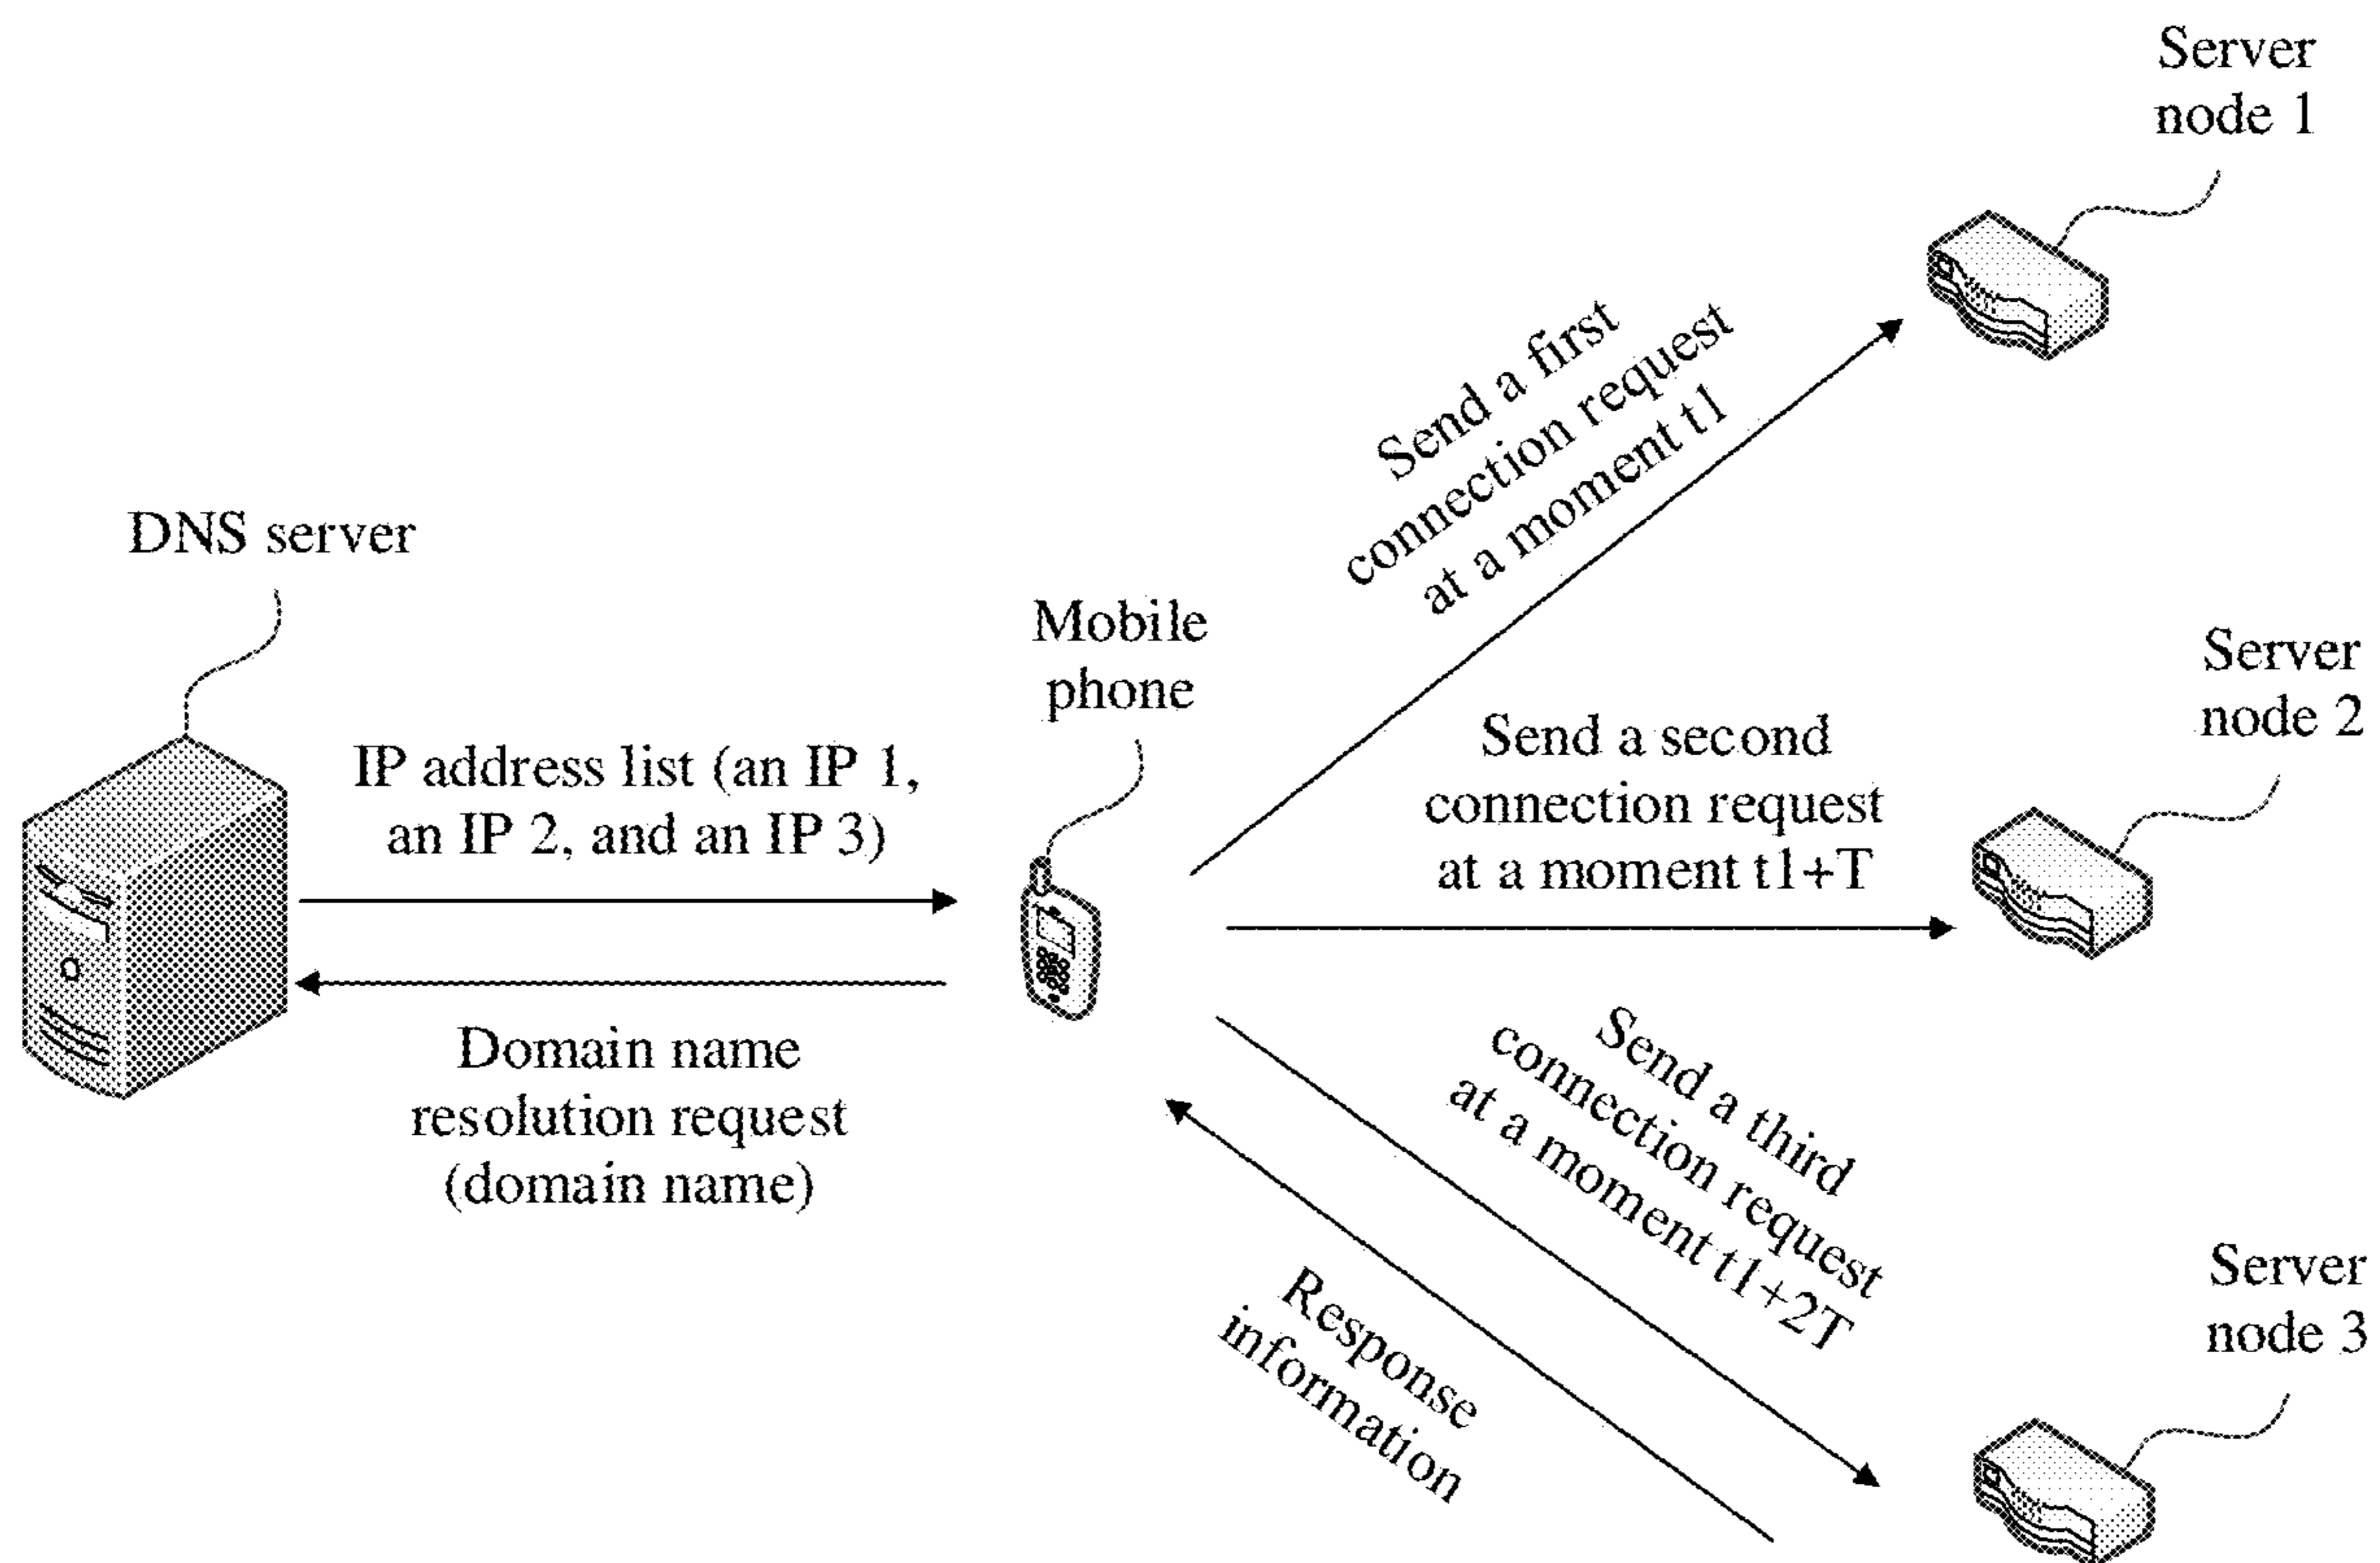 Server
node 1
Send a first
connection request
at a moment t1
DNS server
Mobile
phone
Server
node 2
IP address list (an IP 1,
an IP 2, and an IP 3)
Send a second
connection request
at a moment t1+T
Domain name
resolution request
(domain name)
Send a third
connection request
at a moment t1+2T
Response
information
Server
node 3